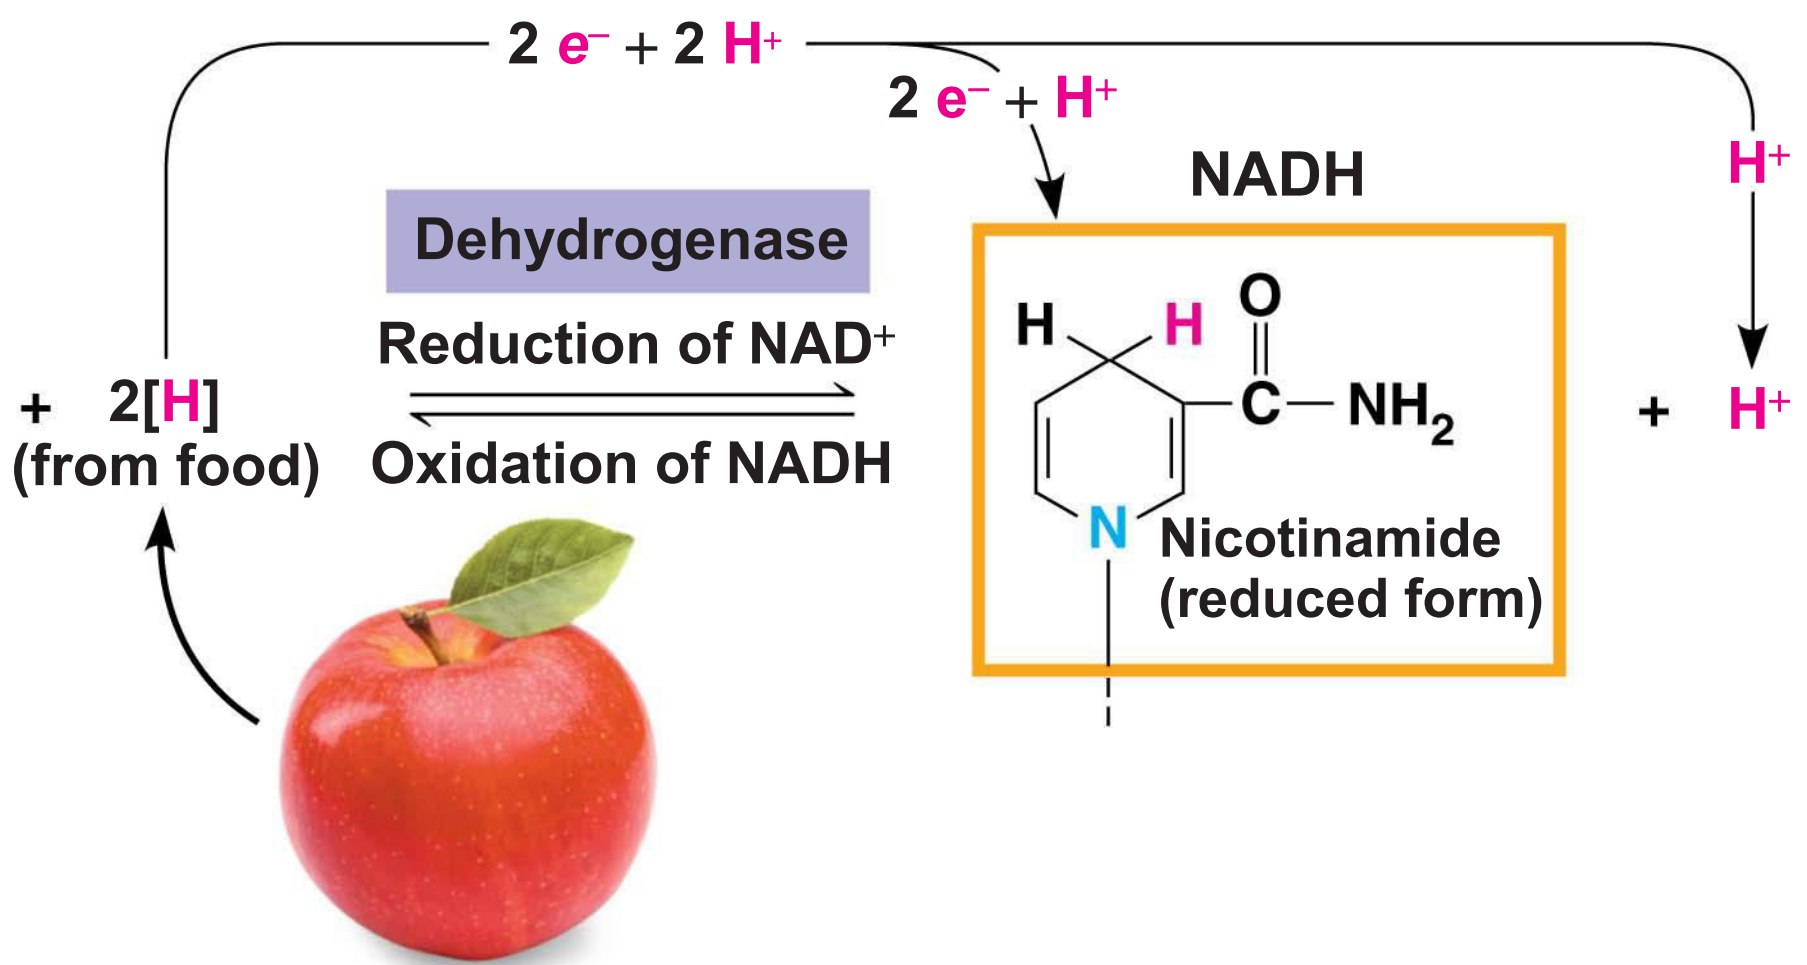 2 e– + 2 H+
2 e– + H+
NADH
H+
Dehydrogenase
Reduction of NAD+
+ 2[H]
(from food)
Oxidation of NADH
H H O
C NH2
N
+ H+
Nicotinamide
(reduced form)